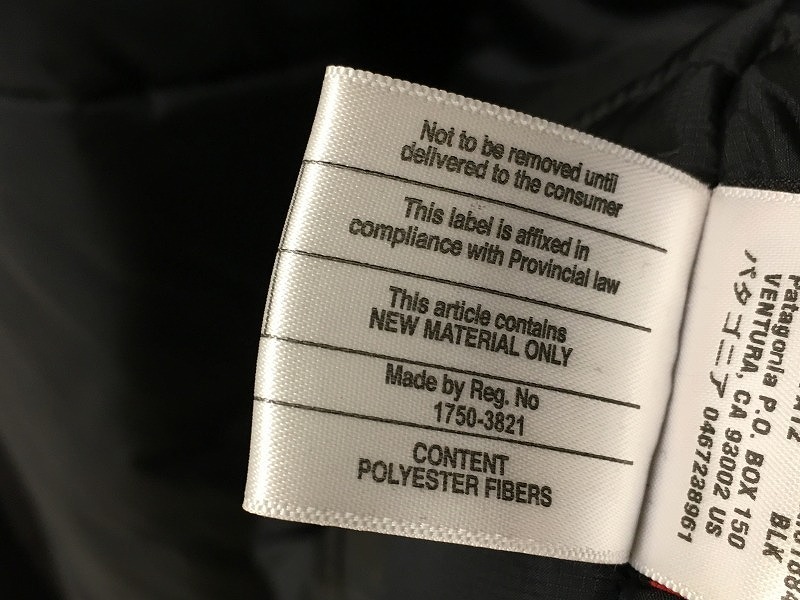 Not to be removed until
delivered to the consumer
This label is affixed in
compliance with Provincial law
This article contains
NEW MATERIAL ONLY
Made by Reg. No
1750-3821
CONTENT
POLYESTER FIBERS
BLK
Patagonia P.O. BOX 150
VENTURA, CA 93002 US
パタゴニア 0467238961